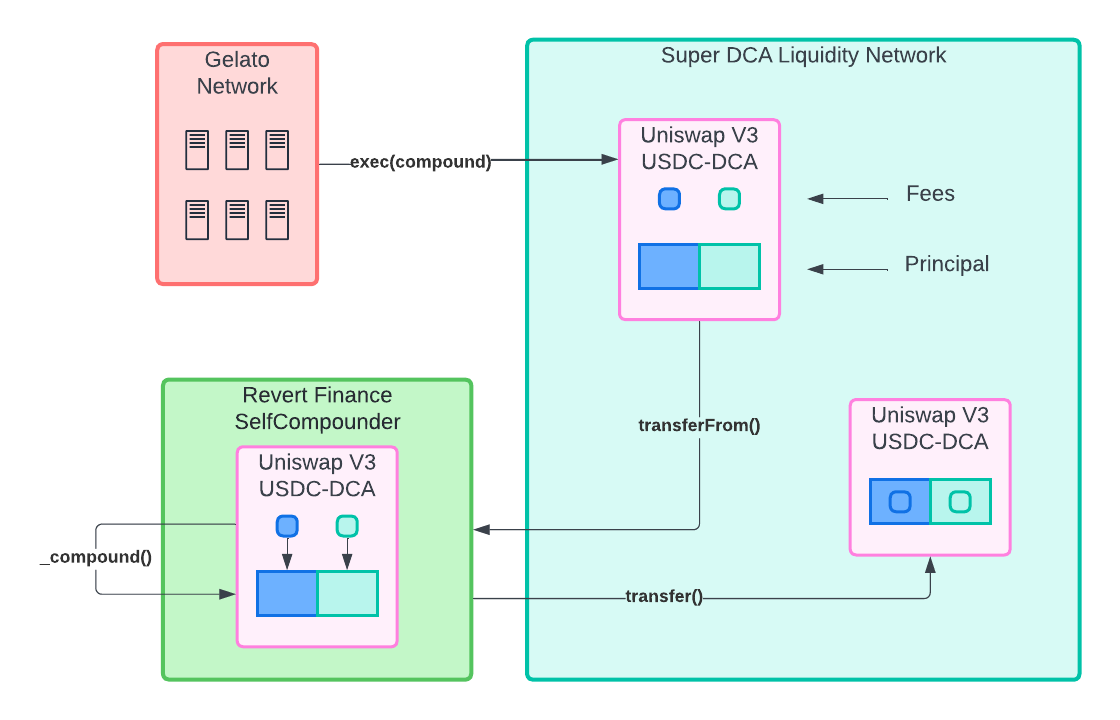 Gelato
Network
Super DCA Liquidity Network
Uniswap V3
USDC-DCA
exec(compound)
Fees
Principal
Revert Finance
SelfCompounder
transferFrom()
Uniswap V3
USDC-DCA
Uniswap V3
USDC-DCA
_compound()
transfer()